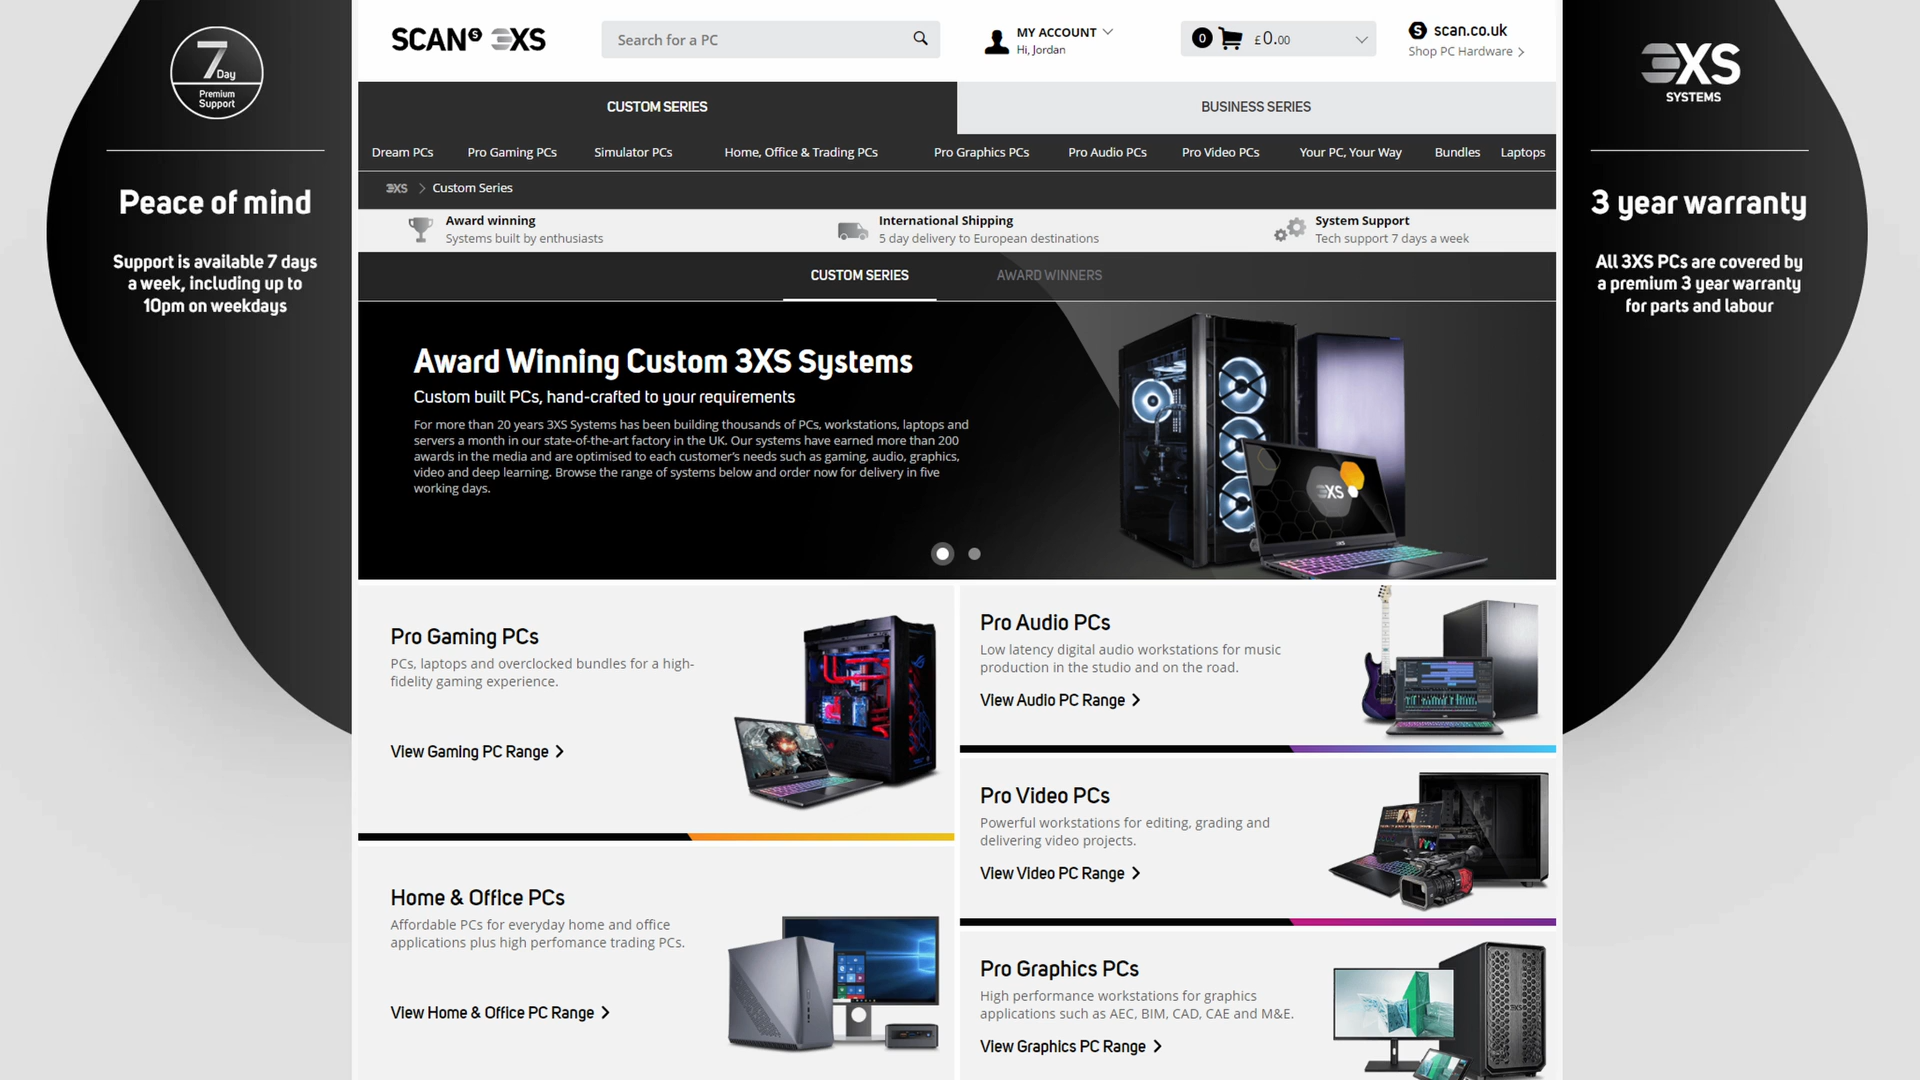 7 Day
Premium
Support
Peace of mind
Support is available 7 days
a week, including up to
10pm on weekdays
SCAN S 3XS
Search for a PC
MY ACCOUNT
Hi, Jordan
0
£0.00
S scan.co.uk
Shop PC Hardware
CUSTOM SERIES
BUSINESS SERIES
Dream PCs
Pro Gaming PCs
Simulator PCs
Home, Office & Trading PCs
Pro Graphics PCs
Pro Audio PCs
Pro Video PCs
Your PC, Your Way
Bundles
Laptops
3XS
Custom Series
Award winning
Systems built by enthusiasts
International Shipping
5 day delivery to European destinations
System Support
Tech support 7 days a week
CUSTOM SERIES
AWARD WINNERS
Award Winning Custom 3XS Systems
Custom built PCs, hand-crafted to your requirements
For more than 20 years 3XS Systems has been building thousands of PCs, workstations, laptops and
servers a month in our state-of-the-art factory in the UK. Our systems have earned more than 200
awards in the media and are optimised to each customer's needs such as gaming, audio, graphics,
video and deep learning. Browse the range of systems below and order now for delivery in five
working days.
3XS
Pro Gaming PCs
PCs, laptops and overclocked bundles for a high-
fidelity gaming experience.
View Gaming PC Range
Home & Office PCs
Affordable PCs for everyday home and office
applications plus high perfomance trading PCs.
View Home & Office PC Range
Pro Audio PCs
Low latency digital audio workstations for music
production in the studio and on the road.
View Audio PC Range
Pro Video PCs
Powerful workstations for editing, grading and
delivering video projects.
View Video PC Range
Pro Graphics PCs
High performance workstations for graphics
applications such as AEC, BIM, CAD, CAE and M&E.
View Graphics PC Range
3XS
SYSTEMS
3 year warranty
All 3XS PCs are covered by
a premium 3 year warranty
for parts and labour